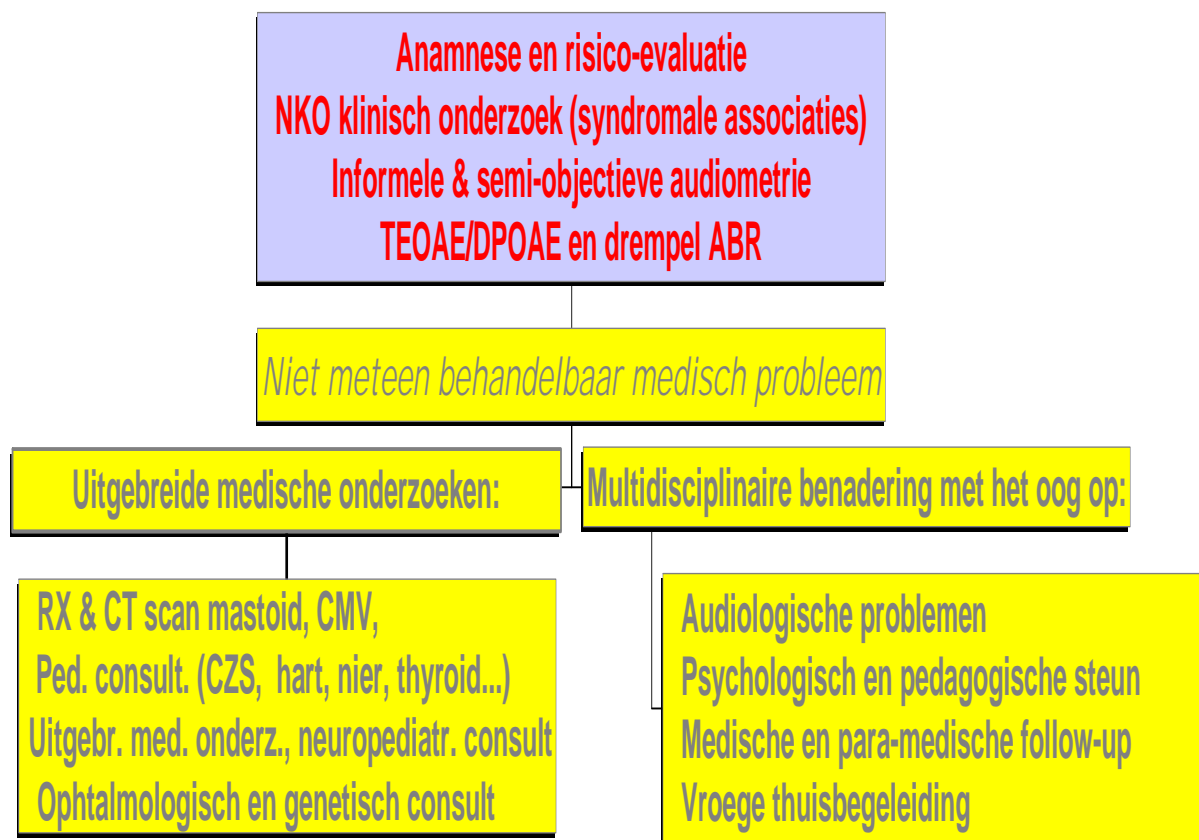 Anamnese en risico-evaluatie
NKO klinisch onderzoek (syndromale associaties)
Informele & semi-objectieve audiometrie
TEOAE/DPOAE en drempel ABR
Niet meteen behandelbaar medisch probleem
Uitgebreide medische onderzoeken:
RX & CT scan mastoid, CMV,
Ped. consult. (CZS, hart, nier, thyroid...)
Uitgebr. med. onderz., neuropediatr. consult
Ophtalmologisch en genetisch consult
Multidisciplinaire benadering met het oog op:
Audiologische problemen
Psychologisch en pedagogische steun
Medische en para-medische follow-up
Vroege thuisbegeleiding